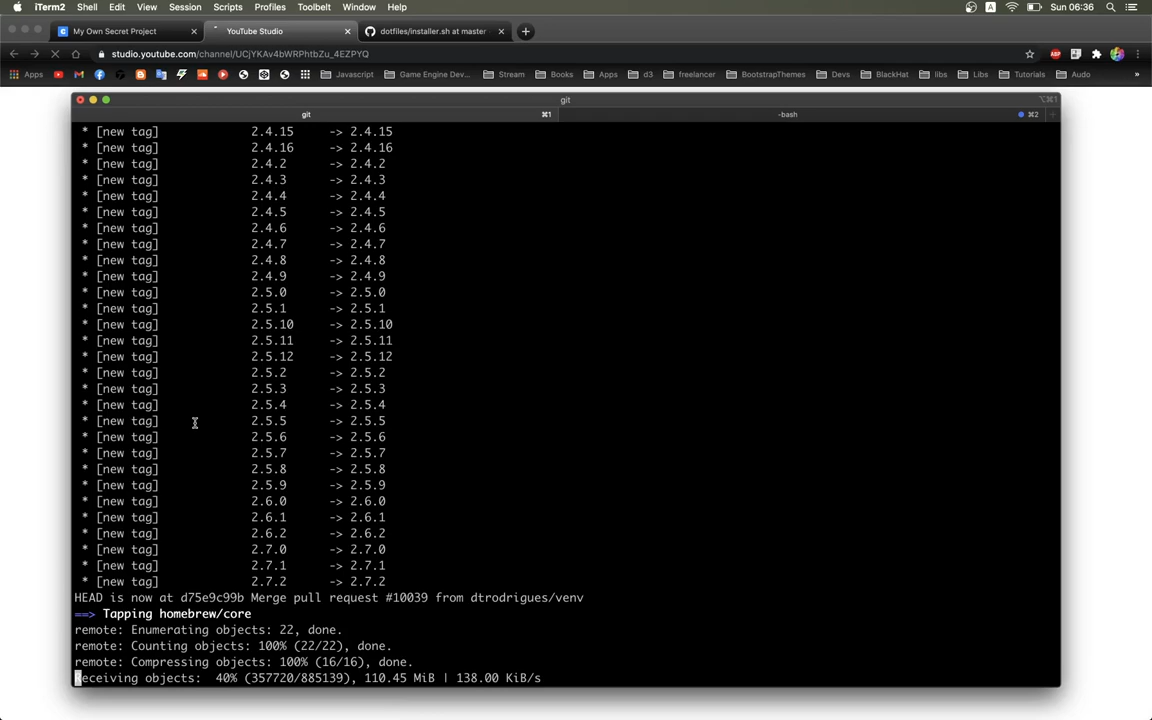 iTerm2 Shell Edit View Session Scripts Profiles Toolbelt Window Help A Sun 06:36
My Own Secret Project YouTube Studio dotfiles/installer.sh at master
studio.youtube.com/channel/UCjYKAv4bWRPhtbZu_4EZPYQ
Apps Javascript Game Engine Dev... Stream Books Apps d3 freelancer BootstrapThemes Devs BlackHat libs Libs Tutorials Audo »
git ⌥⌘1
git ⌘1 -bash ⌘2
* [new tag] 2.4.15 -> 2.4.15
* [new tag] 2.4.16 -> 2.4.16
* [new tag] 2.4.2 -> 2.4.2
* [new tag] 2.4.3 -> 2.4.3
* [new tag] 2.4.4 -> 2.4.4
* [new tag] 2.4.5 -> 2.4.5
* [new tag] 2.4.6 -> 2.4.6
* [new tag] 2.4.7 -> 2.4.7
* [new tag] 2.4.8 -> 2.4.8
* [new tag] 2.4.9 -> 2.4.9
* [new tag] 2.5.0 -> 2.5.0
* [new tag] 2.5.1 -> 2.5.1
* [new tag] 2.5.10 -> 2.5.10
* [new tag] 2.5.11 -> 2.5.11
* [new tag] 2.5.12 -> 2.5.12
* [new tag] 2.5.2 -> 2.5.2
* [new tag] 2.5.3 -> 2.5.3
* [new tag] 2.5.4 -> 2.5.4
* [new tag] 2.5.5 -> 2.5.5
* [new tag] 2.5.6 -> 2.5.6
* [new tag] 2.5.7 -> 2.5.7
* [new tag] 2.5.8 -> 2.5.8
* [new tag] 2.5.9 -> 2.5.9
* [new tag] 2.6.0 -> 2.6.0
* [new tag] 2.6.1 -> 2.6.1
* [new tag] 2.6.2 -> 2.6.2
* [new tag] 2.7.0 -> 2.7.0
* [new tag] 2.7.1 -> 2.7.1
* [new tag] 2.7.2 -> 2.7.2
HEAD is now at d75e9c99b Merge pull request #10039 from dtrodrigues/venv
==> Tapping homebrew/core
remote: Enumerating objects: 22, done.
remote: Counting objects: 100% (22/22), done.
remote: Compressing objects: 100% (16/16), done.
Receiving objects: 40% (357720/885139), 110.45 MiB | 138.00 KiB/s